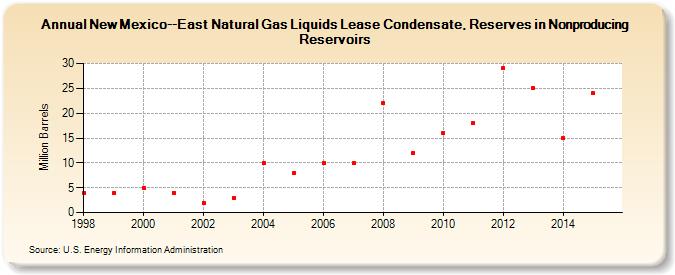 Annual New Mexico--East Natural Gas Liquids Lease Condensate, Reserves in Nonproducing
Reservoirs
Million Barrels
30
25
20
15
10
5
0
1998 2000 2002 2004 2006 2008 2010 2012 2014
Source: U.S. Energy Information Administration